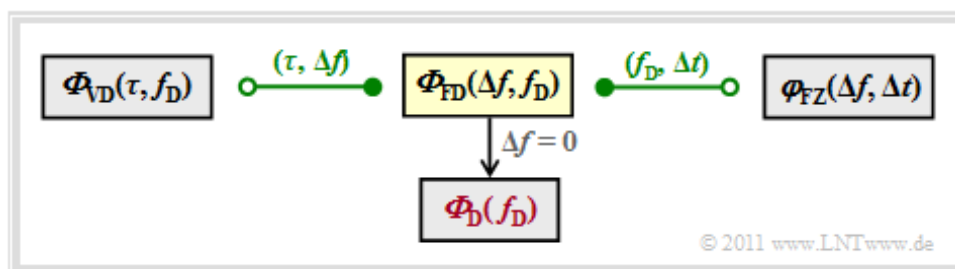 (τ, Δf) (f_D, Δt)
Φ_VD(τ, f_D) Φ_FD(Δf, f_D) φ_FZ(Δf, Δt)
Δf = 0
Φ_D(f_D)
© 2011 www.LNTwww.de